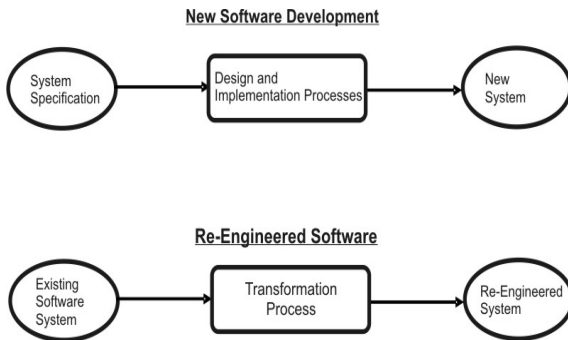 New Software Development
System
Specification
Design and
Implementation Processes
New
System
Re-Engineered Software
Existing
Software
System
Transformation
Process
Re-Engineered
System